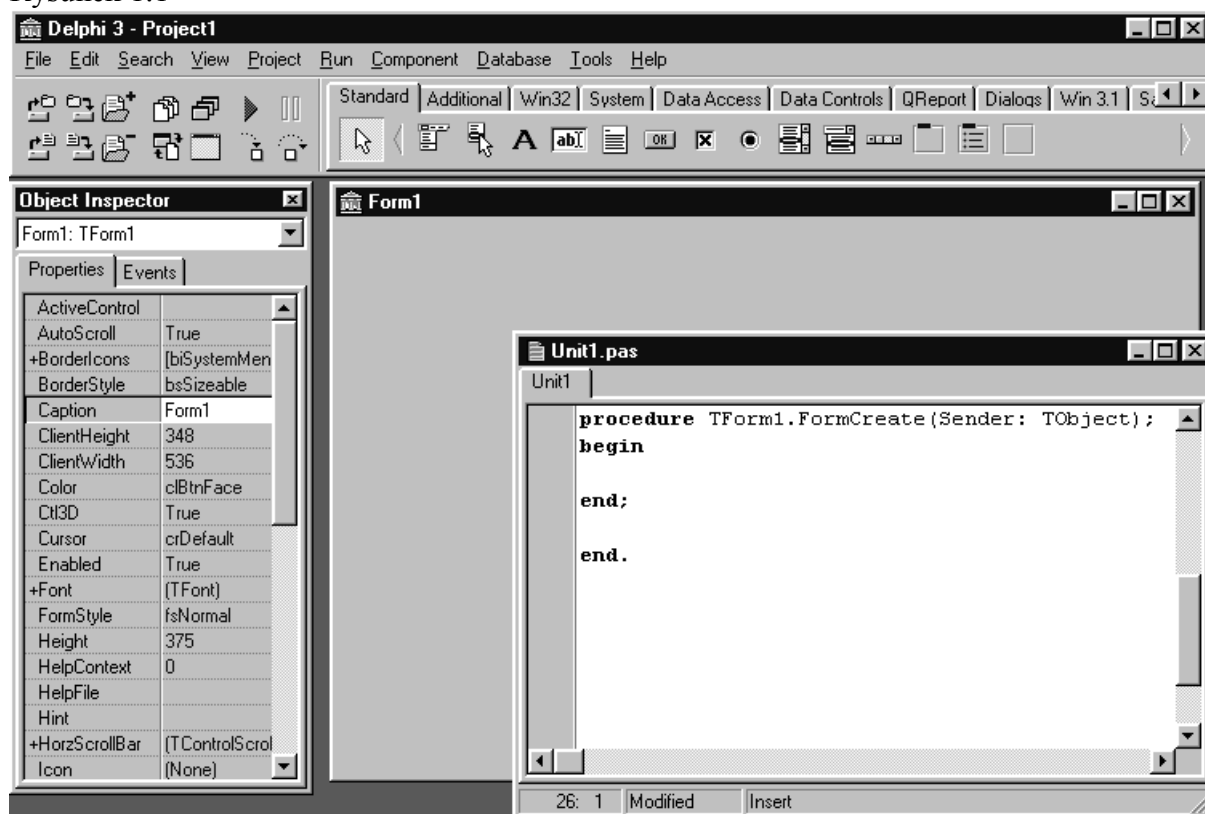 Delphi 3 - Project1
File Edit Search View Project Run Component Database Tools Help
Standard Additional Win32 System Data Access Data Controls QReport Dialogs Win 3.1
A ab OK
Object Inspector
Form1: TForm1
Properties Events
ActiveControl
AutoScroll True
+BorderIcons [biSystemMen
BorderStyle bsSizeable
Caption Form1
ClientHeight 348
ClientWidth 536
Color clBtnFace
Ctl3D True
Cursor crDefault
Enabled True
+Font (TFont)
FormStyle fsNormal
Height 375
HelpContext 0
HelpFile
Hint
+HorzScrollBar (TControlScrol
Icon (None)
Form1
Unit1.pas
Unit1
procedure TForm1.FormCreate(Sender: TObject);
begin
end;
end.
26: 1 Modified Insert